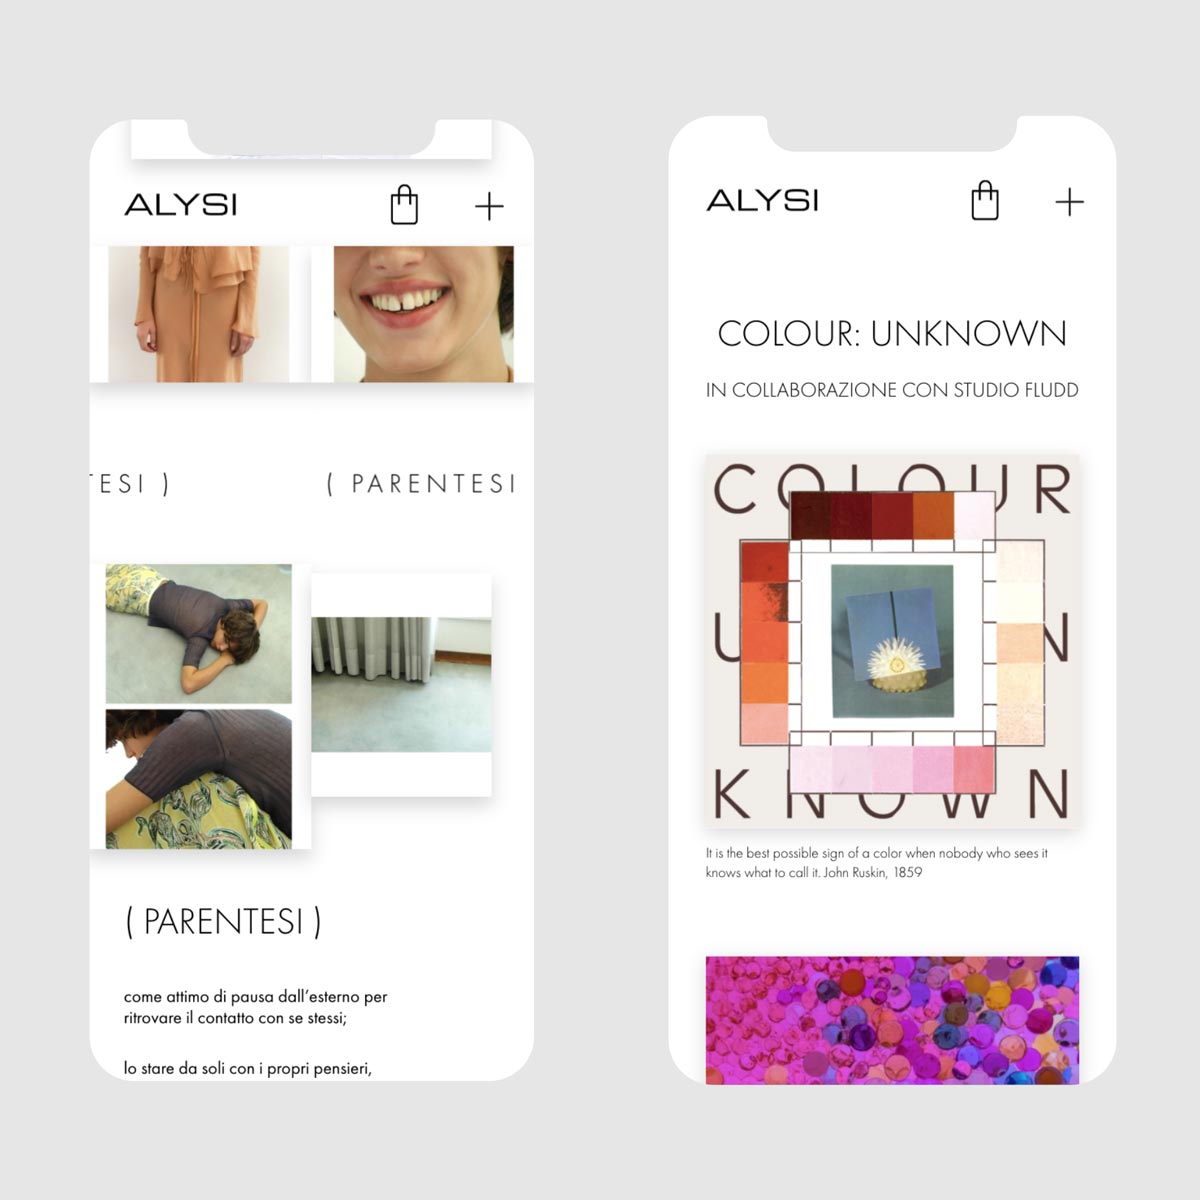 ALYSI
TESI ) ( PARENTESI
( PARENTESI )
come attimo di pausa dall'esterno per
ritrovare il contatto con se stessi;
lo stare da soli con i propri pensieri,
ALYSI
COLOUR: UNKNOWN
IN COLLABORAZIONE CON STUDIO FLUDD
COLOUR
U N
KNOWN
It is the best possible sign of a color when nobody who sees it
knows what to call it. John Ruskin, 1859